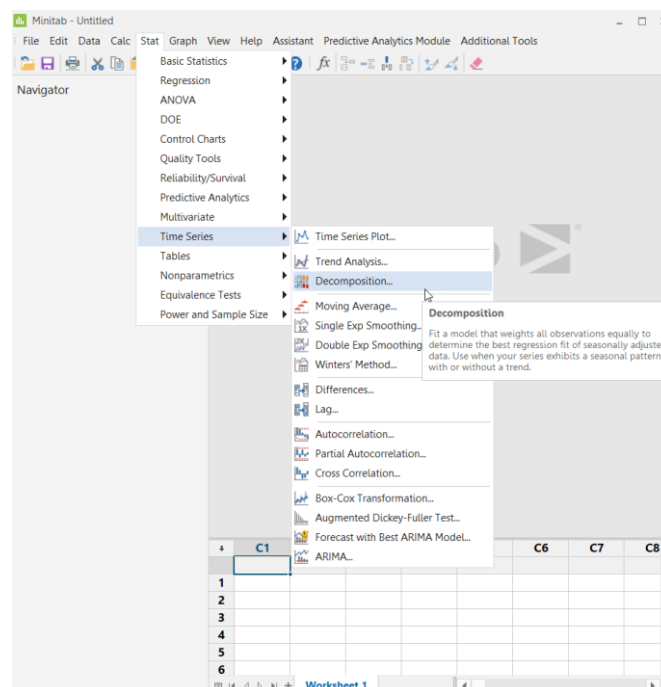 Minitab - Untitled
File Edit Data Calc Stat Graph View Help Assistant Predictive Analytics Module Additional Tools
fx
Navigator
Basic Statistics
Regression
ANOVA
DOE
Control Charts
Quality Tools
Reliability/Survival
Predictive Analytics
Multivariate
Time Series
Tables
Nonparametrics
Equivalence Tests
Power and Sample Size
Time Series Plot...
Trend Analysis...
Decomposition...
Moving Average...
Single Exp Smoothing...
Double Exp Smoothing
Winters' Method...
Differences...
Lag...
Autocorrelation...
Partial Autocorrelation...
Cross Correlation...
Box-Cox Transformation...
Augmented Dickey-Fuller Test...
Forecast with Best ARIMA Model...
ARIMA...
Decomposition
Fit a model that weights all observations equally to
determine the best regression fit of seasonally adjuste
data. Use when your series exhibits a seasonal pattern
with or without a trend.
C1 C6 C7 C8
1
2
3
4
5
6
Worksheet 1